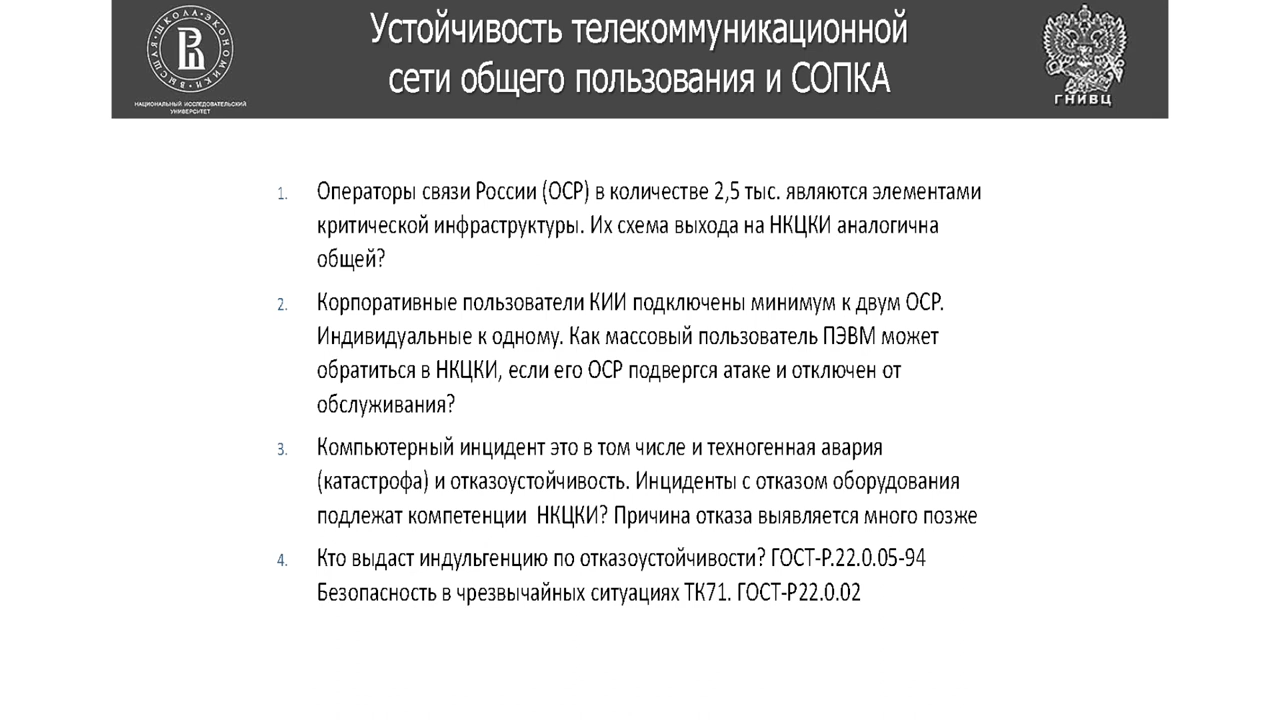 ВЫСШАЯ ШКОЛА ЭКОНОМИКИ
НАЦИОНАЛЬНЫЙ ИССЛЕДОВАТЕЛЬСКИЙ
УНИВЕРСИТЕТ
Устойчивость телекоммуникационной
сети общего пользования и СОПКА
ГНИВЦ
1. Операторы связи России (ОСР) в количестве 2,5 тыс. являются элементами
критической инфраструктуры. Их схема выхода на НКЦКИ аналогична
общей?
2. Корпоративные пользователи КИИ подключены минимум к двум ОСР.
Индивидуальные к одному. Как массовый пользователь ПЭВМ может
обратиться в НКЦКИ, если его ОСР подвергся атаке и отключен от
обслуживания?
3. Компьютерный инцидент это в том числе и техногенная авария
(катастрофа) и отказоустойчивость. Инциденты с отказом оборудования
подлежат компетенции НКЦКИ? Причина отказа выявляется много позже
4. Кто выдаст индульгенцию по отказоустойчивости? ГОСТ-Р.22.0.05-94
Безопасность в чрезвычайных ситуациях ТК71. ГОСТ-Р22.0.02